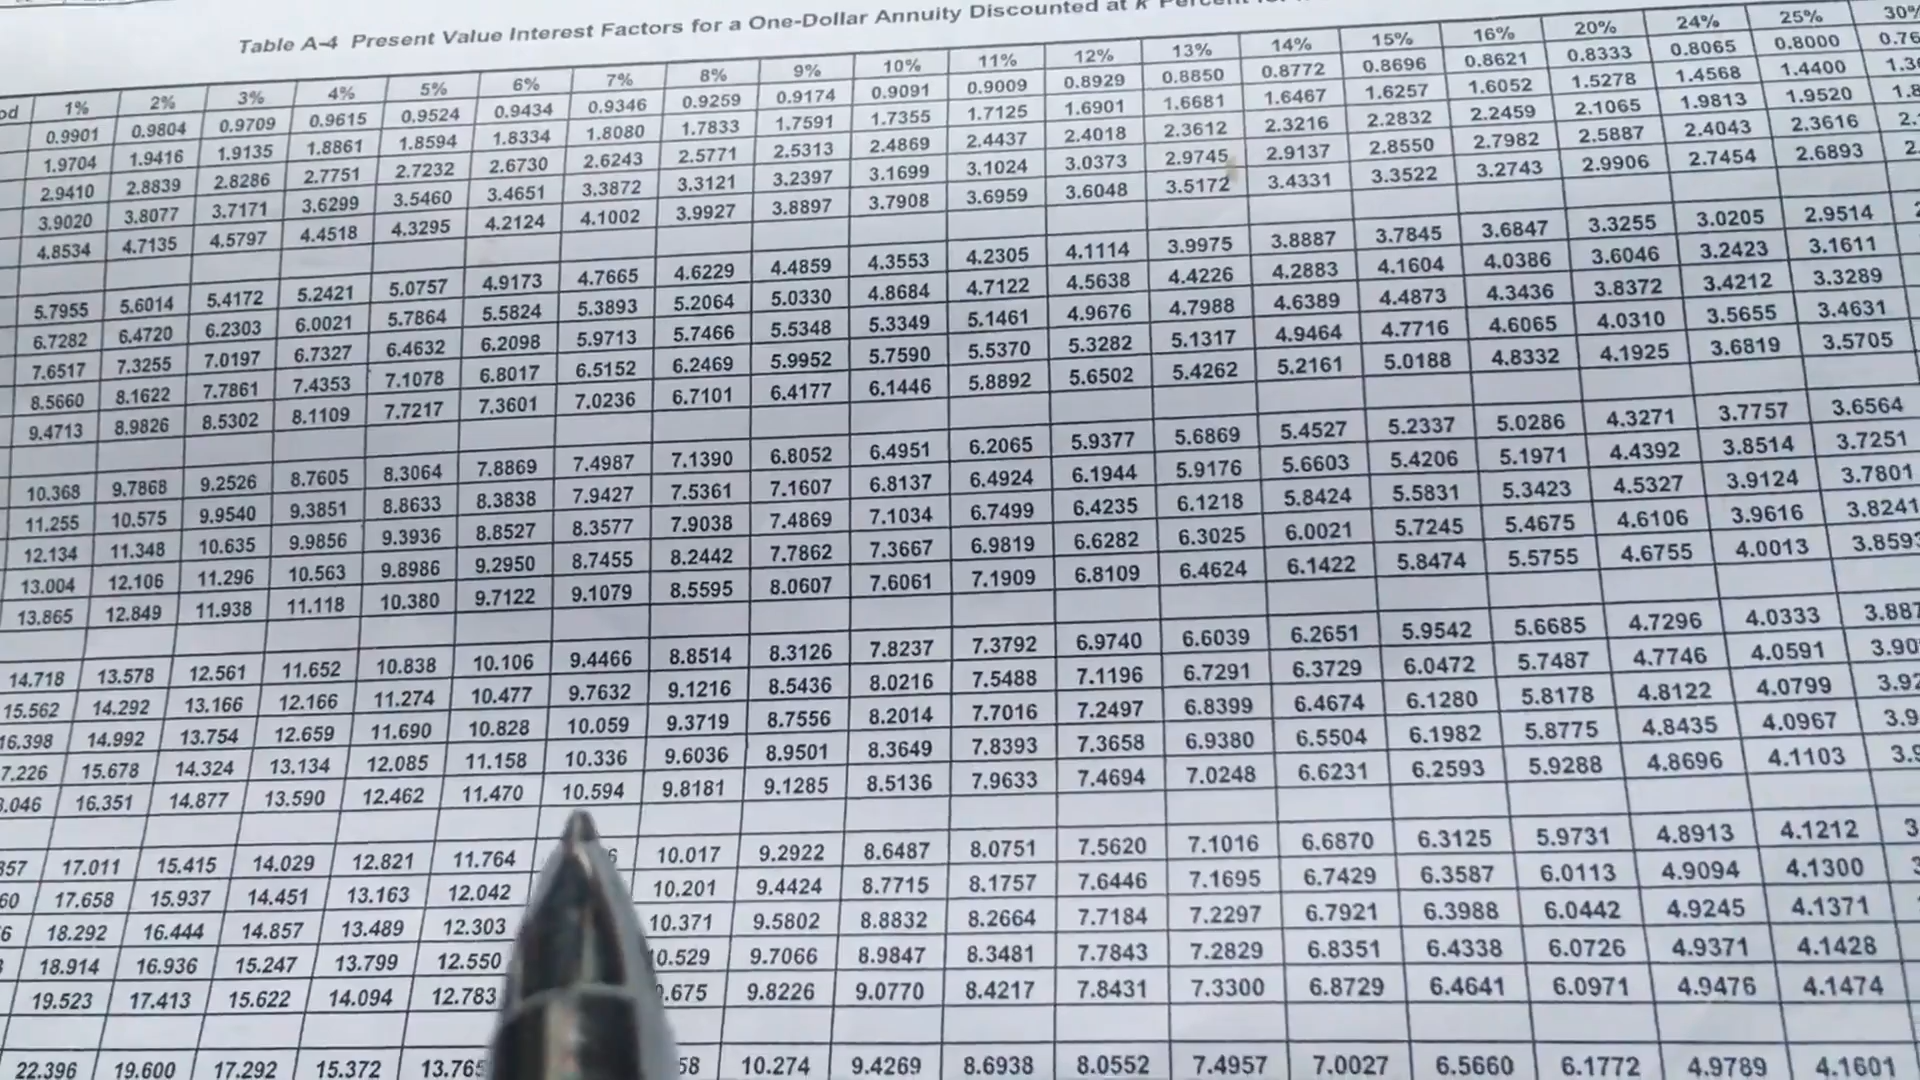 Table A-4 Present Value Interest Factors for a One-Dollar Annuity Discounted at k Percent for
1% 2% 3% 4% 5% 6% 7% 8% 9% 10% 11% 12% 13% 14% 15% 16% 20% 24% 25% 30%
0.9901 0.9804 0.9709 0.9615 0.9524 0.9434 0.9346 0.9259 0.9174 0.9091 0.9009 0.8929 0.8850 0.8772 0.8696 0.8621 0.8333 0.8065 0.8000
1.9704 1.9416 1.9135 1.8861 1.8594 1.8334 1.8080 1.7833 1.7591 1.7355 1.7125 1.6901 1.6681 1.6467 1.6257 1.6052 1.5278 1.4568 1.4400
2.9410 2.8839 2.8286 2.7751 2.7232 2.6730 2.6243 2.5771 2.5313 2.4869 2.4437 2.4018 2.3612 2.3216 2.2832 2.2459 2.1065 1.9813 1.9520
3.9020 3.8077 3.7171 3.6299 3.5460 3.4651 3.3872 3.3121 3.2397 3.1699 3.1024 3.0373 2.9745 2.9137 2.8550 2.7982 2.5887 2.4043 2.3616
4.8534 4.7135 4.5797 4.4518 4.3295 4.2124 4.1002 3.9927 3.8897 3.7908 3.6959 3.6048 3.5172 3.4331 3.3522 3.2743 2.9906 2.7454 2.6893
5.7955 5.6014 5.4172 5.2421 5.0757 4.9173 4.7665 4.6229 4.4859 4.3553 4.2305 4.1114 3.9975 3.8887 3.7845 3.6847 3.3255 3.0205 2.9514
6.7282 6.4720 6.2303 6.0021 5.7864 5.5824 5.3893 5.2064 5.0330 4.8684 4.7122 4.5638 4.4226 4.2883 4.1604 4.0386 3.6046 3.2423 3.1611
7.6517 7.3255 7.0197 6.7327 6.4632 6.2098 5.9713 5.7466 5.5348 5.3349 5.1461 4.9676 4.7988 4.6389 4.4873 4.3436 3.8372 3.4212 3.3289
8.5660 8.1622 7.7861 7.4353 7.1078 6.8017 6.5152 6.2469 5.9952 5.7590 5.5370 5.3282 5.1317 4.9464 4.7716 4.6065 4.0310 3.5655 3.4631
9.4713 8.9826 8.5302 8.1109 7.7217 7.3601 7.0236 6.7101 6.4177 6.1446 5.8892 5.6502 5.4262 5.2161 5.0188 4.8332 4.1925 3.6819 3.5705
10.368 9.7868 9.2526 8.7605 8.3064 7.8869 7.4987 7.1390 6.8052 6.4951 6.2065 5.9377 5.6869 5.4527 5.2337 5.0286 4.3271 3.7757 3.6564
11.255 10.575 9.9540 9.3851 8.8633 8.3838 7.9427 7.5361 7.1607 6.8137 6.4924 6.1944 5.9176 5.6603 5.4206 5.1971 4.4392 3.8514 3.7251
12.134 11.348 10.635 9.9856 9.3936 8.8527 8.3577 7.9038 7.4869 7.1034 6.7499 6.4235 6.1218 5.8424 5.5831 5.3423 4.5327 3.9124 3.7801
13.004 12.106 11.296 10.563 9.8986 9.2950 8.7455 8.2442 7.7862 7.3667 6.9819 6.6282 6.3025 6.0021 5.7245 5.4675 4.6106 3.9616 3.8241
13.865 12.849 11.938 11.118 10.380 9.7122 9.1079 8.5595 8.0607 7.6061 7.1909 6.8109 6.4624 6.1422 5.8474 5.5755 4.6755 4.0013 3.8593
14.718 13.578 12.561 11.652 10.838 10.106 9.4466 8.8514 8.3126 7.8237 7.3792 6.9740 6.6039 6.2651 5.9542 5.6685 4.7296 4.0333
15.562 14.292 13.166 12.166 11.274 10.477 9.7632 9.1216 8.5436 8.0216 7.5488 7.1196 6.7291 6.3729 6.0472 5.7487 4.7746 4.0591
16.398 14.992 13.754 12.659 11.690 10.828 10.059 9.3719 8.7556 8.2014 7.7016 7.2497 6.8399 6.4674 6.1280 5.8178 4.8122 4.0799
15.678 14.324 13.134 12.085 11.158 10.336 9.6036 8.9501 8.3649 7.8393 7.3658 6.9380 6.5504 6.1982 5.8775 4.8435 4.0967
16.351 14.877 13.590 12.462 11.470 10.594 9.8181 9.1285 8.5136 7.9633 7.4694 7.0248 6.6231 6.2593 5.9288 4.8696 4.1103
17.011 15.415 14.029 12.821 11.764 10.017 9.2922 8.6487 8.0751 7.5620 7.1016 6.6870 6.3125 5.9731 4.8913 4.1212
17.658 15.937 14.451 13.163 12.042 10.201 9.4424 8.7715 8.1757 7.6446 7.1695 6.7429 6.3587 6.0113 4.9094 4.1300
18.292 16.444 14.857 13.489 12.303 10.371 9.5802 8.8832 8.2664 7.7184 7.2297 6.7921 6.3988 6.0442 4.9245 4.1371
18.914 16.936 15.247 13.799 12.550 9.7066 8.9847 8.3481 7.7843 7.2829 6.8351 6.4338 6.0726 4.9371 4.1428
19.523 17.413 15.622 14.094 12.783 9.8226 9.0770 8.4217 7.8431 7.3300 6.8729 6.4641 6.0971 4.9476 4.1474
22.396 19.600 17.292 15.372 13.765 10.274 9.4269 8.6938 8.0552 7.4957 7.0027 6.5660 6.1772 4.9789 4.1601